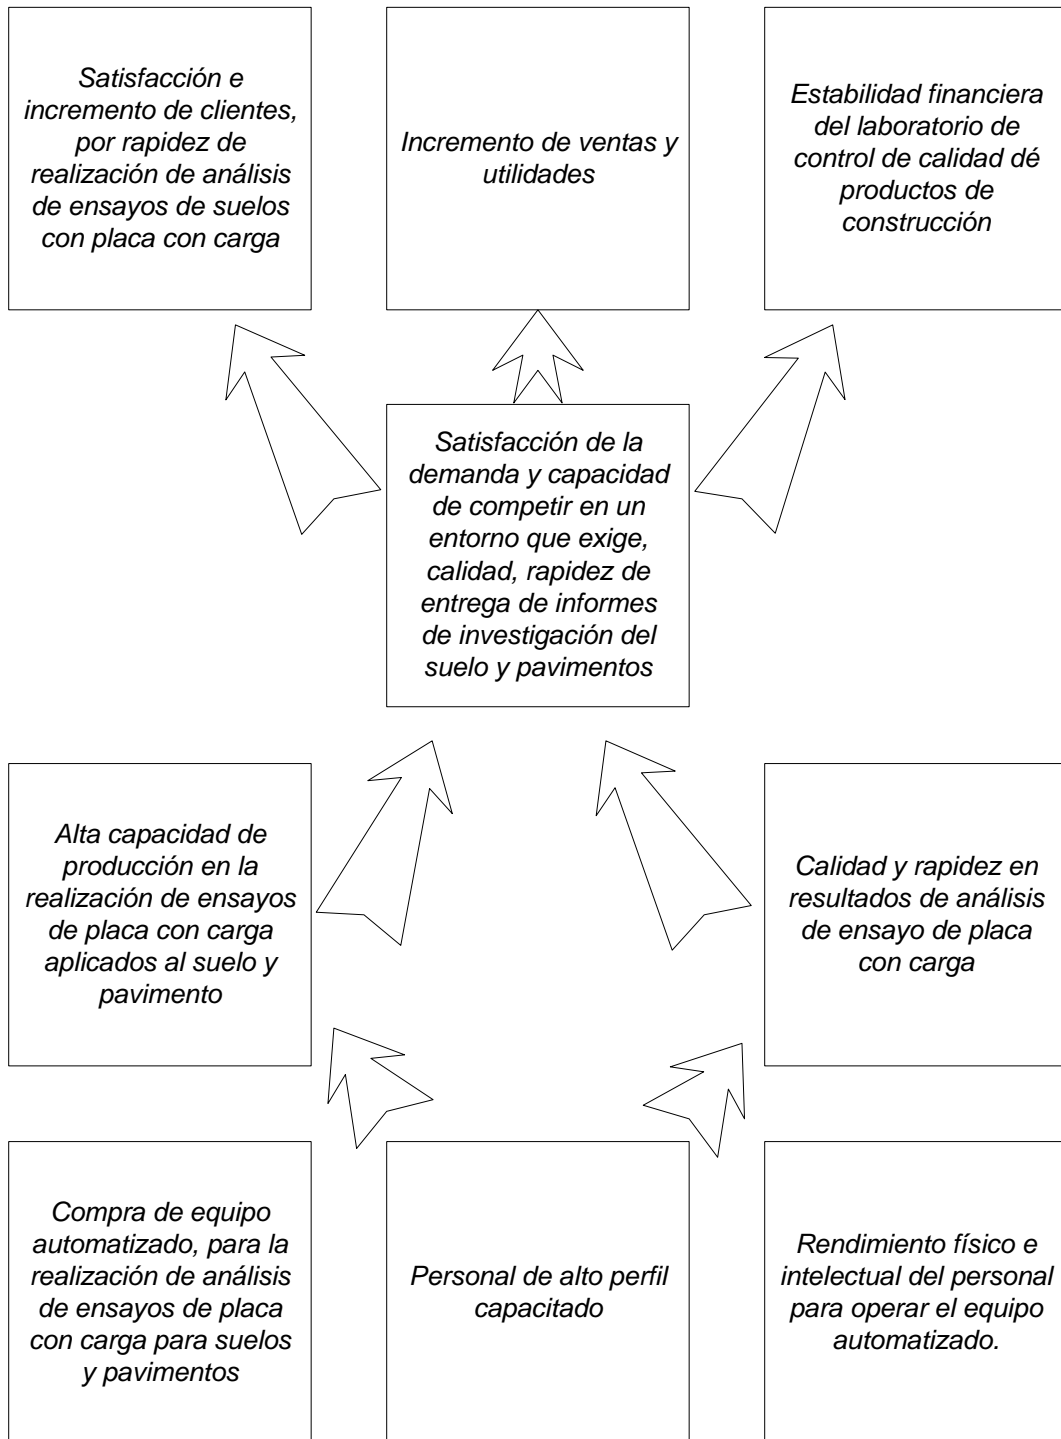 Satisfacción e
incremento de clientes,
por rapidez de
realización de análisis
de ensayos de suelos
con placa con carga
Incremento de ventas y
utilidades
Estabilidad financiera
del laboratorio de
control de calidad dé
productos de
construcción
Satisfacción de la
demanda y capacidad
de competir en un
entorno que exige,
calidad, rapidez de
entrega de informes
de investigación del
suelo y pavimentos
Alta capacidad de
producción en la
realización de ensayos
de placa con carga
aplicados al suelo y
pavimento
Calidad y rapidez en
resultados de análisis
de ensayo de placa
con carga
Compra de equipo
automatizado, para la
realización de análisis
de ensayos de placa
con carga para suelos
y pavimentos
Personal de alto perfil
capacitado
Rendimiento físico e
intelectual del personal
para operar el equipo
automatizado.